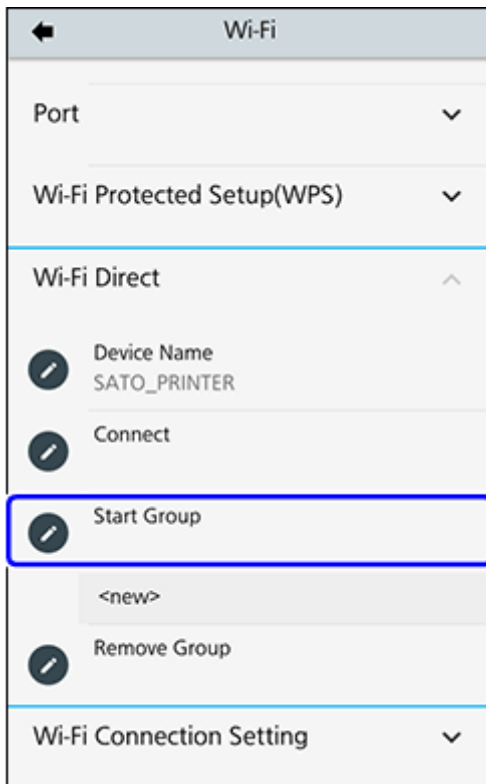 Wi-Fi
Port
Wi-Fi Protected Setup(WPS)
Wi-Fi Direct
Device Name
SATO_PRINTER
Connect
Start Group
<new>
Remove Group
Wi-Fi Connection Setting